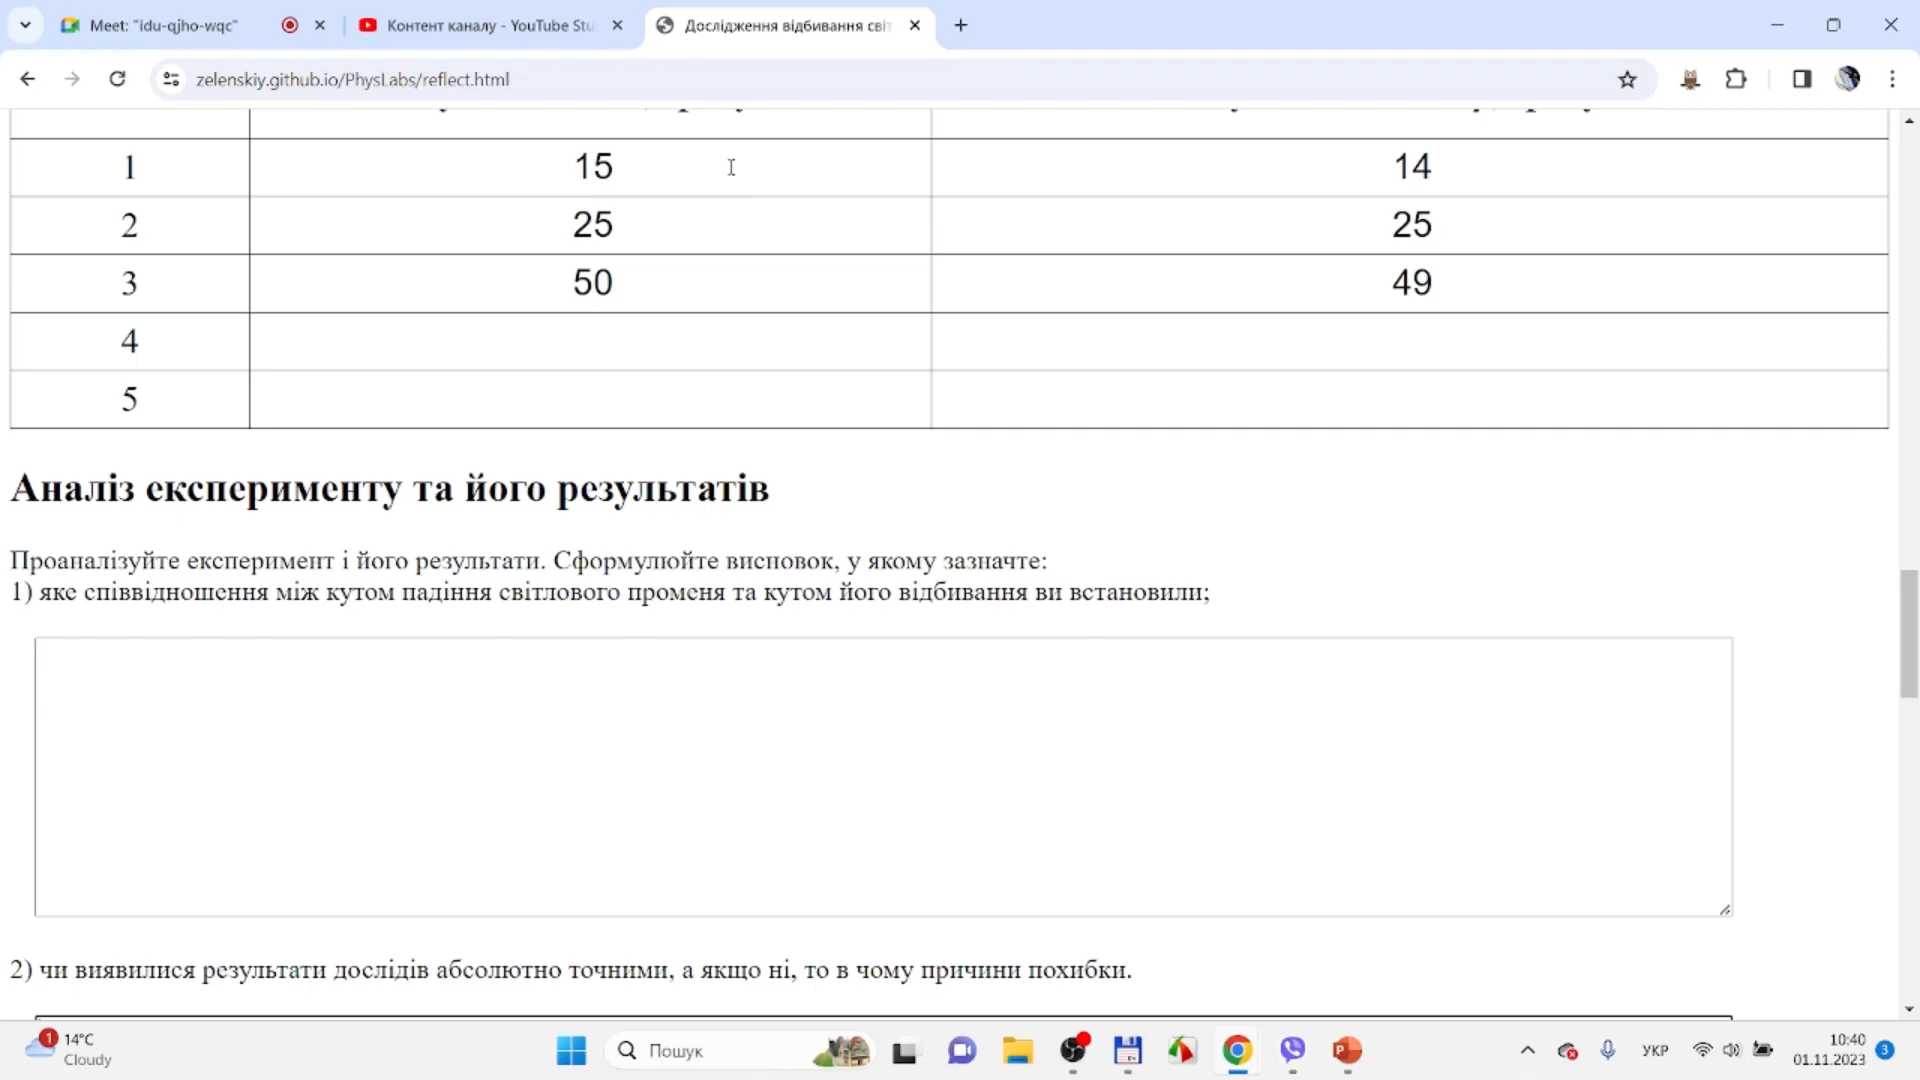 Meet: "idu-qjho-wqc"
Контент каналу - YouTube Stu
Дослідження відбивання світ
zelenskiy.github.io/PhysLabs/reflect.html
1 15 14
2 25 25
3 50 49
4
5
Аналіз експерименту та його результатів
Проаналізуйте експеримент і його результати. Сформулюйте висновок, у якому зазначте:
1) яке співвідношення між кутом падіння світлового променя та кутом його відбивання ви встановили;
2) чи виявилися результати дослідів абсолютно точними, а якщо ні, то в чому причини похибки.
1
14°C
Cloudy
Пошук
УКР
10:40
01.11.2023
3